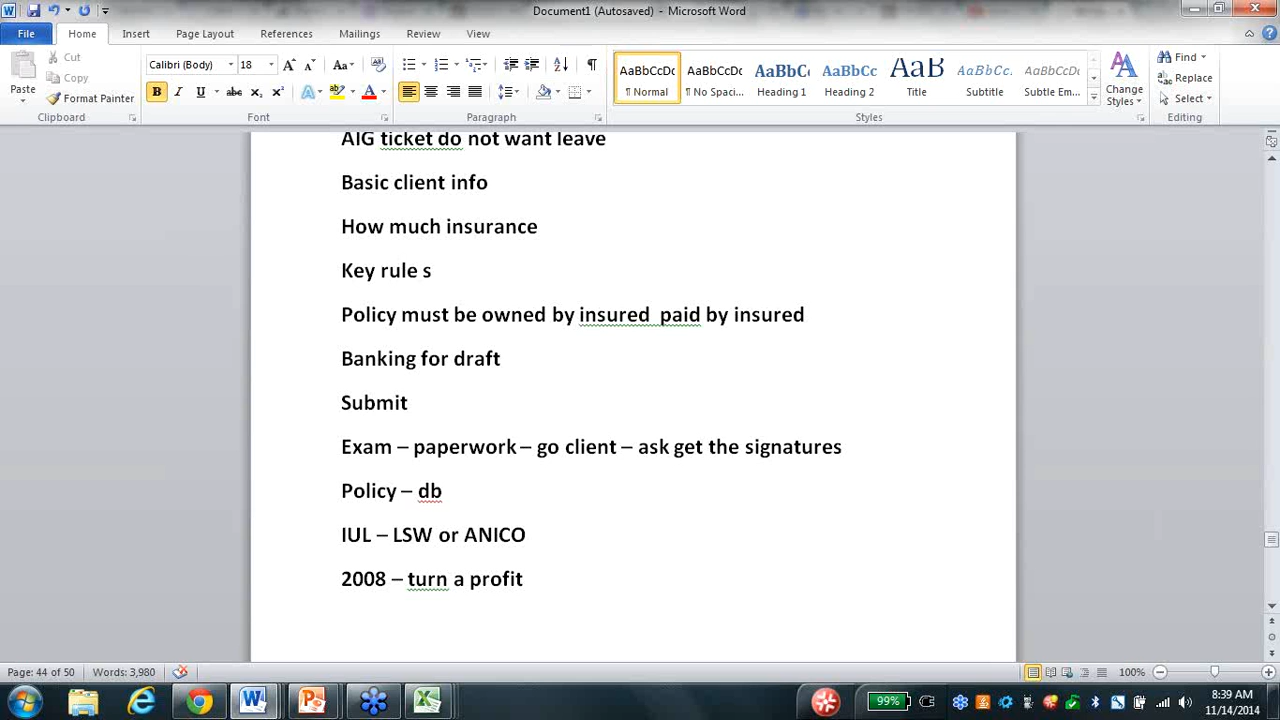 Document1 (Autosaved) - Microsoft Word
File Home Insert Page Layout References Mailings Review View
Cut
Copy
Paste
Format Painter
Clipboard
Calibri (Body) 18
Font
Paragraph
AaBbCcDc AaBbCcDc AaBbCc AaBbCc AaB AaBbCc. AaBbCcDc
¶ Normal ¶ No Spaci... Heading 1 Heading 2 Title Subtitle Subtle Em...
Styles
Change Styles
Find
Replace
Select
Editing
AIG ticket do not want leave
Basic client info
How much insurance
Key rule s
Policy must be owned by insured  paid by insured
Banking for draft
Submit
Exam – paperwork – go client – ask get the signatures
Policy – db
IUL – LSW or ANICO
2008 – turn a profit
Page: 44 of 50 Words: 3,980 100%
99% 8:39 AM
11/14/2014